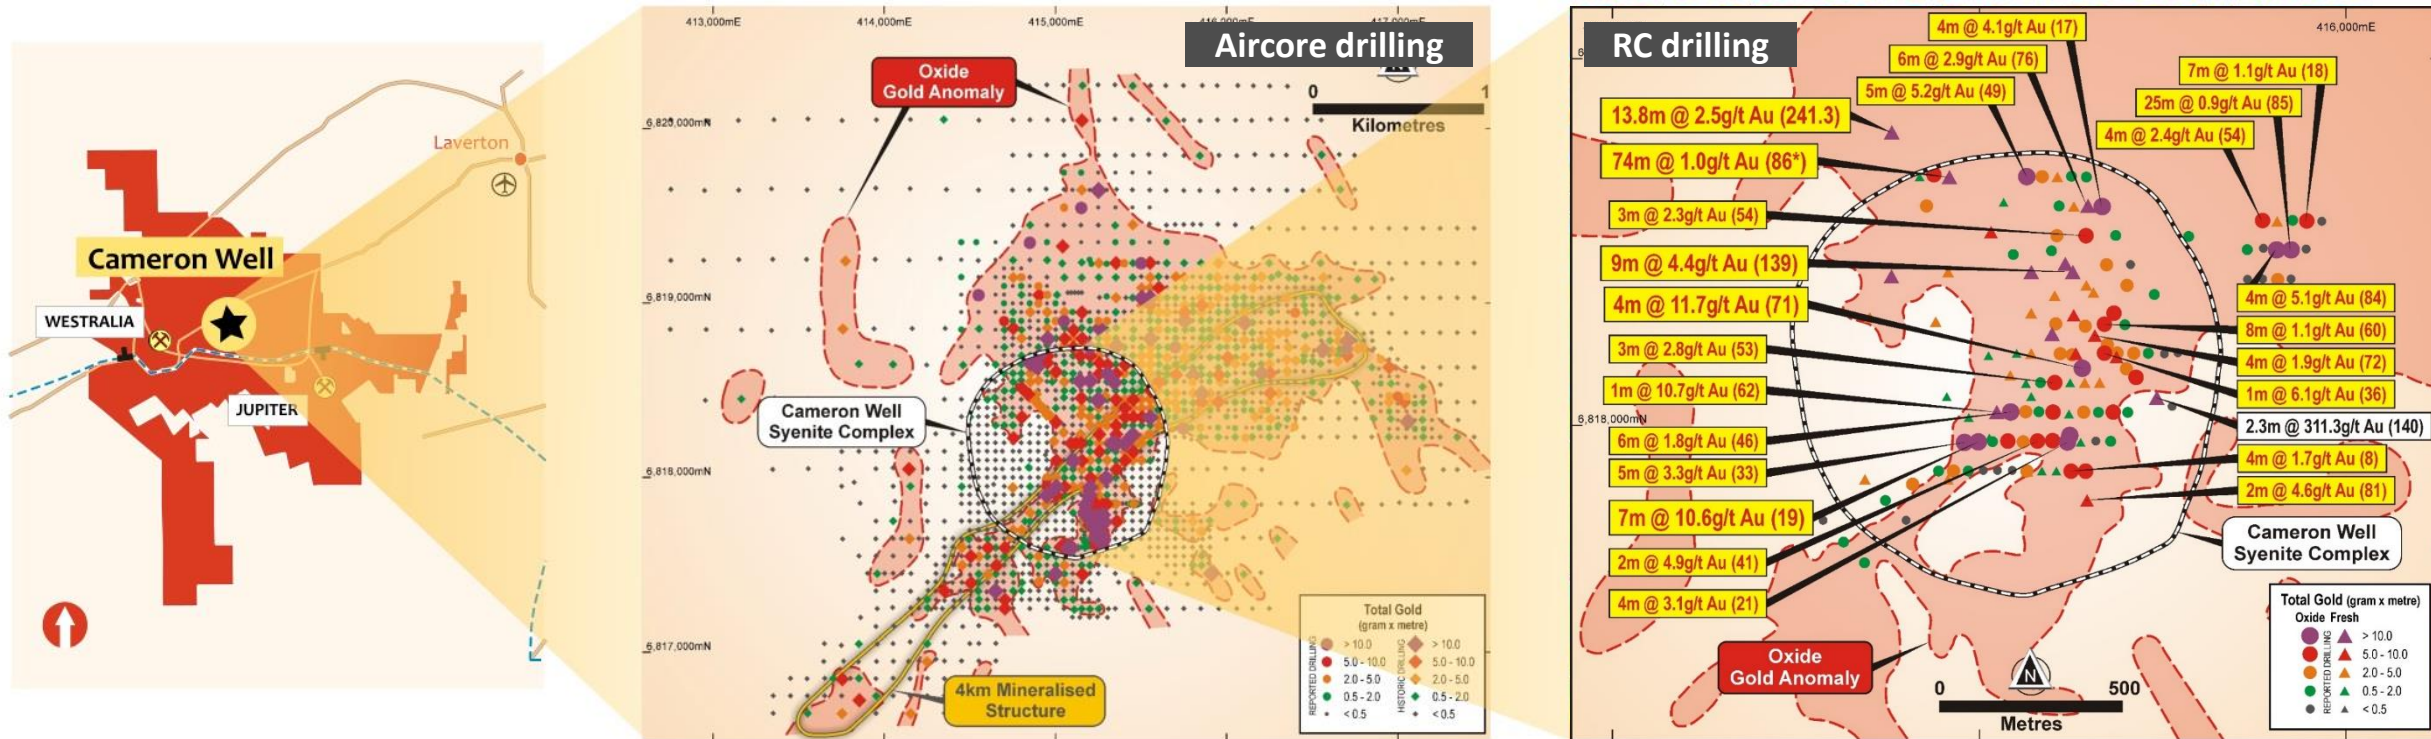 Laverton
Cameron Well
WESTRALIA
JUPITER
413,000mE
414,000mE
415,000mE
416,000mE
417,000mE
Aircore drilling
Oxide
Gold Anomaly
0
1
Kilometres
6,820,000mN
6,819,000mN
6,818,000mN
6,817,000mN
Cameron Well
Syenite Complex
4km Mineralised
Structure
Total Gold
(gram x metre)
REPORTED DRILLING
> 10.0
5.0 - 10.0
2.0 - 5.0
0.5 - 2.0
< 0.5
HISTORIC DRILLING
> 10.0
5.0 - 10.0
2.0 - 5.0
0.5 - 2.0
< 0.5
RC drilling
416,000mE
4m @ 4.1g/t Au (17)
6m @ 2.9g/t Au (76)
5m @ 5.2g/t Au (49)
7m @ 1.1g/t Au (18)
25m @ 0.9g/t Au (85)
4m @ 2.4g/t Au (54)
13.8m @ 2.5g/t Au (241.3)
74m @ 1.0g/t Au (86*)
3m @ 2.3g/t Au (54)
9m @ 4.4g/t Au (139)
4m @ 11.7g/t Au (71)
3m @ 2.8g/t Au (53)
1m @ 10.7g/t Au (62)
6,818,000mN
6m @ 1.8g/t Au (46)
5m @ 3.3g/t Au (33)
7m @ 10.6g/t Au (19)
2m @ 4.9g/t Au (41)
4m @ 3.1g/t Au (21)
4m @ 5.1g/t Au (84)
8m @ 1.1g/t Au (60)
4m @ 1.9g/t Au (72)
1m @ 6.1g/t Au (36)
2.3m @ 311.3g/t Au (140)
4m @ 1.7g/t Au (8)
2m @ 4.6g/t Au (81)
Cameron Well
Syenite Complex
Oxide
Gold Anomaly
N
0
500
Metres
Total Gold (gram x metre)
Oxide Fresh
REPORTED DRILLING
> 10.0
5.0 - 10.0
2.0 - 5.0
0.5 - 2.0
< 0.5